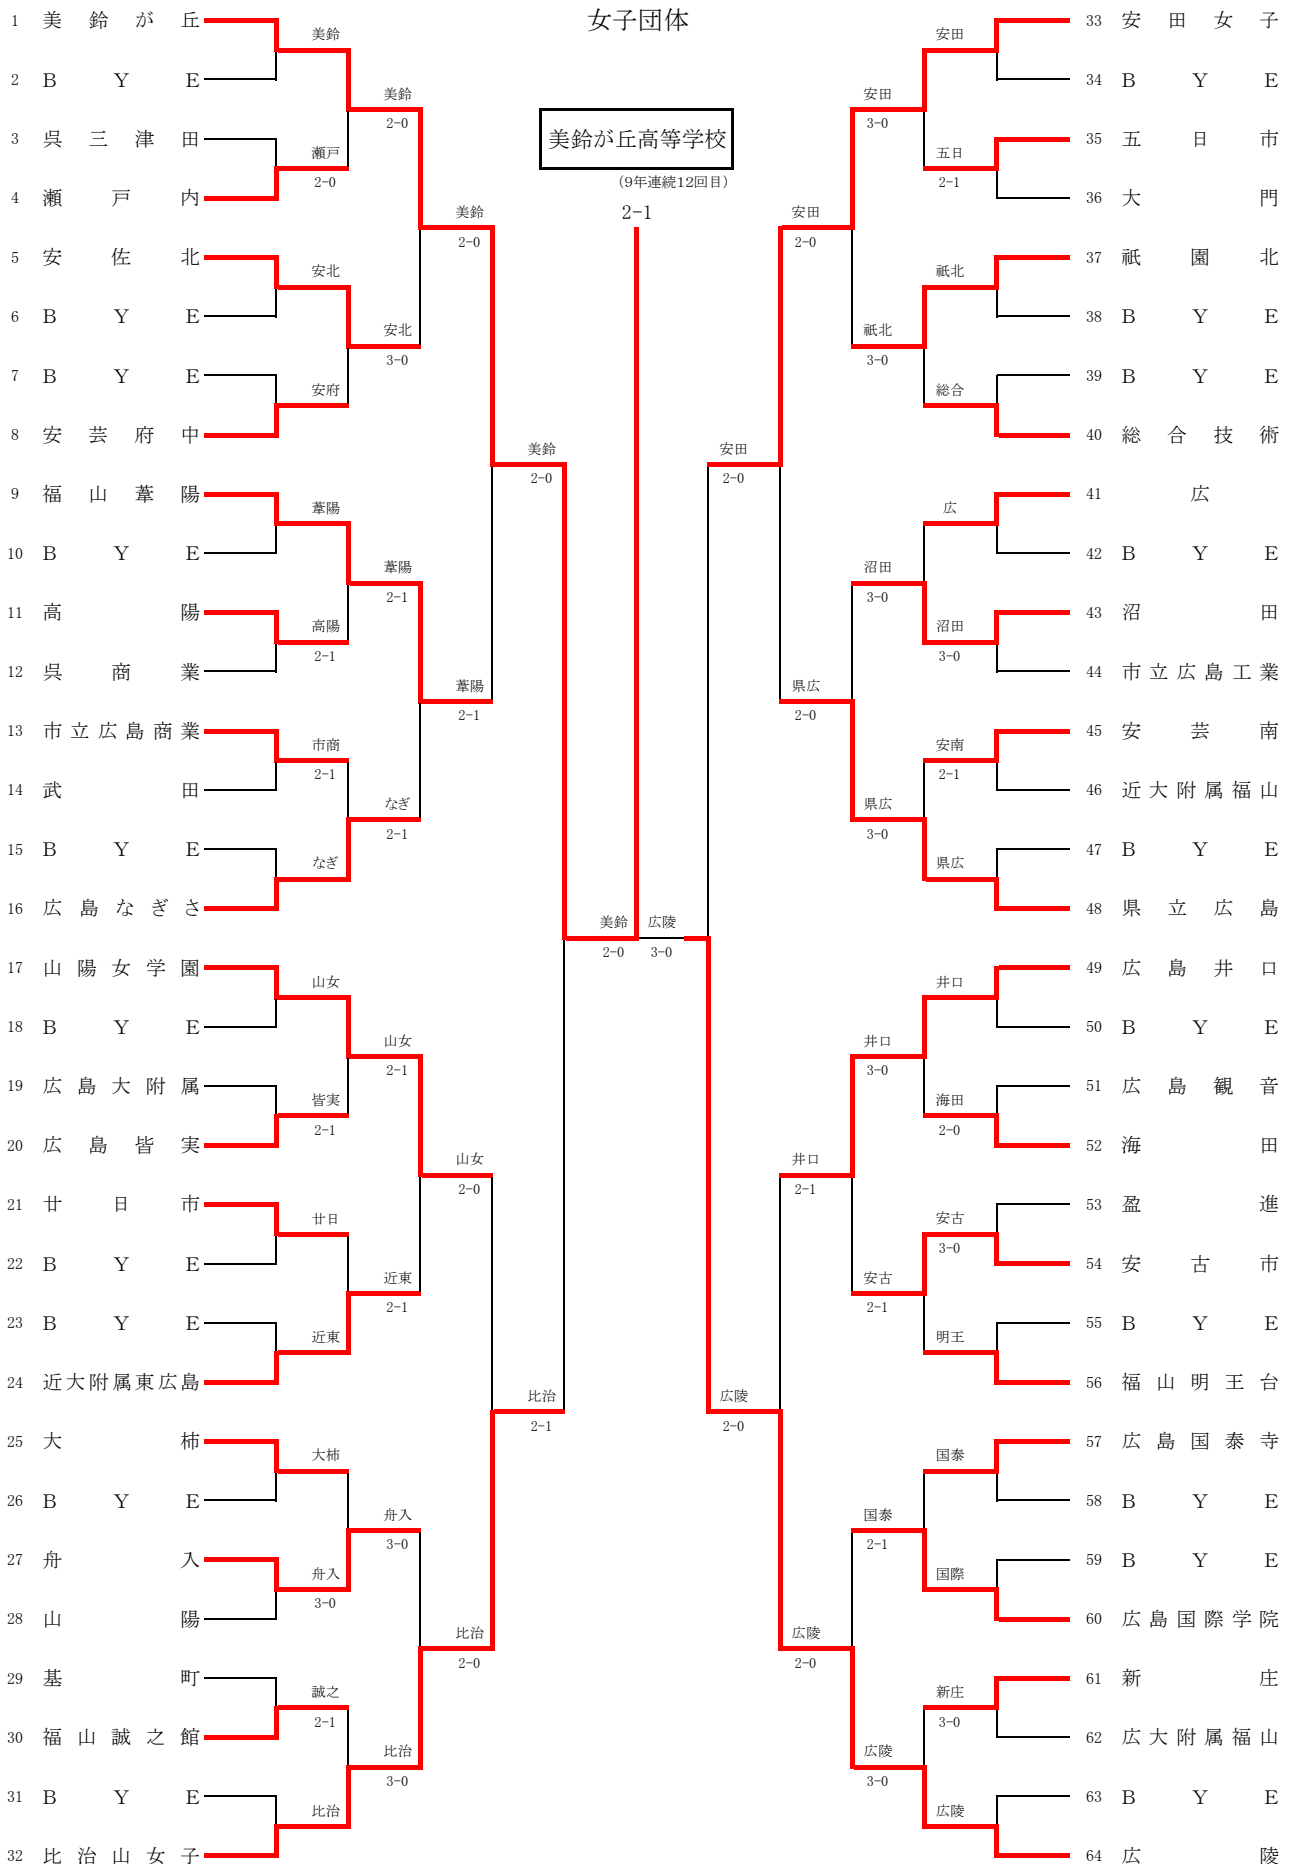 女子団体
美鈴が丘高等学校
(9年連続12回目)
2-1
1 美鈴が丘
2 BYE
3 呉三津田
4 瀬戸内
5 安佐北
6 BYE
7 BYE
8 安芸府中
9 福山葦陽
10 BYE
11 高陽
12 呉商業
13 市立広島商業
14 武田
15 BYE
16 広島なぎさ
17 山陽女学園
18 BYE
19 広島大附属
20 広島皆実
21 廿日市
22 BYE
23 BYE
24 近大附属東広島
25 大柿
26 BYE
27 舟入
28 山陽
29 基町
30 福山誠之館
31 BYE
32 比治山女子
美鈴
瀬戸
2-0
安北
安府
葦陽
高陽
2-1
市商
2-1
なぎ
山女
皆実
2-1
廿日
近東
大柿
舟入
3-0
誠之
2-1
比治
美鈴
2-0
安北
3-0
葦陽
2-1
なぎ
2-1
山女
2-1
近東
2-1
舟入
3-0
比治
3-0
美鈴
2-0
葦陽
2-1
山女
2-0
比治
2-0
美鈴
2-0
比治
2-1
美鈴
2-0
広陵
3-0
安田
2-0
広陵
2-0
安田
2-0
県広
2-0
井口
2-1
広陵
2-0
安田
3-0
祇北
3-0
沼田
3-0
県広
3-0
井口
3-0
安古
2-1
国泰
2-1
広陵
3-0
安田
五日
2-1
祇北
総合
広
沼田
3-0
安南
2-1
県広
井口
海田
2-0
安古
3-0
明王
国泰
国際
新庄
3-0
広陵
33 安田女子
34 BYE
35 五日市
36 大門
37 祇園北
38 BYE
39 BYE
40 総合技術
41 広
42 BYE
43 沼田
44 市立広島工業
45 安芸南
46 近大附属福山
47 BYE
48 県立広島
49 広島井口
50 BYE
51 広島観音
52 海田
53 盈進
54 安古市
55 BYE
56 福山明王台
57 広島国泰寺
58 BYE
59 BYE
60 広島国際学院
61 新庄
62 広大附属福山
63 BYE
64 広陵